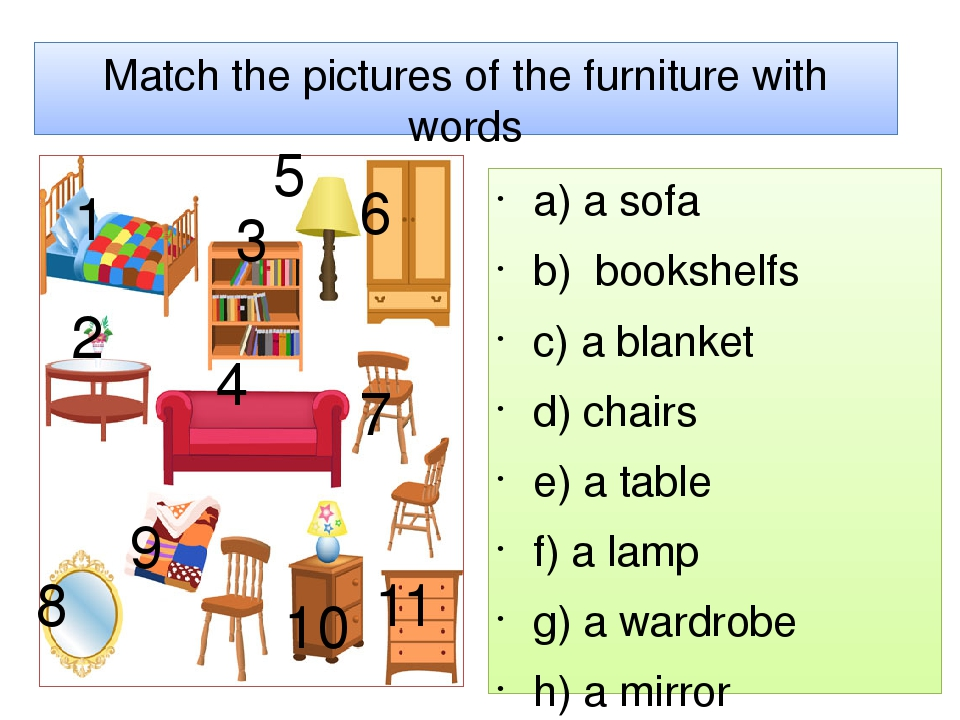 Match the pictures of the furniture with
words
5
1
6
3
2
4
7
9
8
10
11
· a) a sofa
· b)  bookshelfs
· c) a blanket
· d) chairs
· e) a table
· f) a lamp
· g) a wardrobe
· h) a mirror